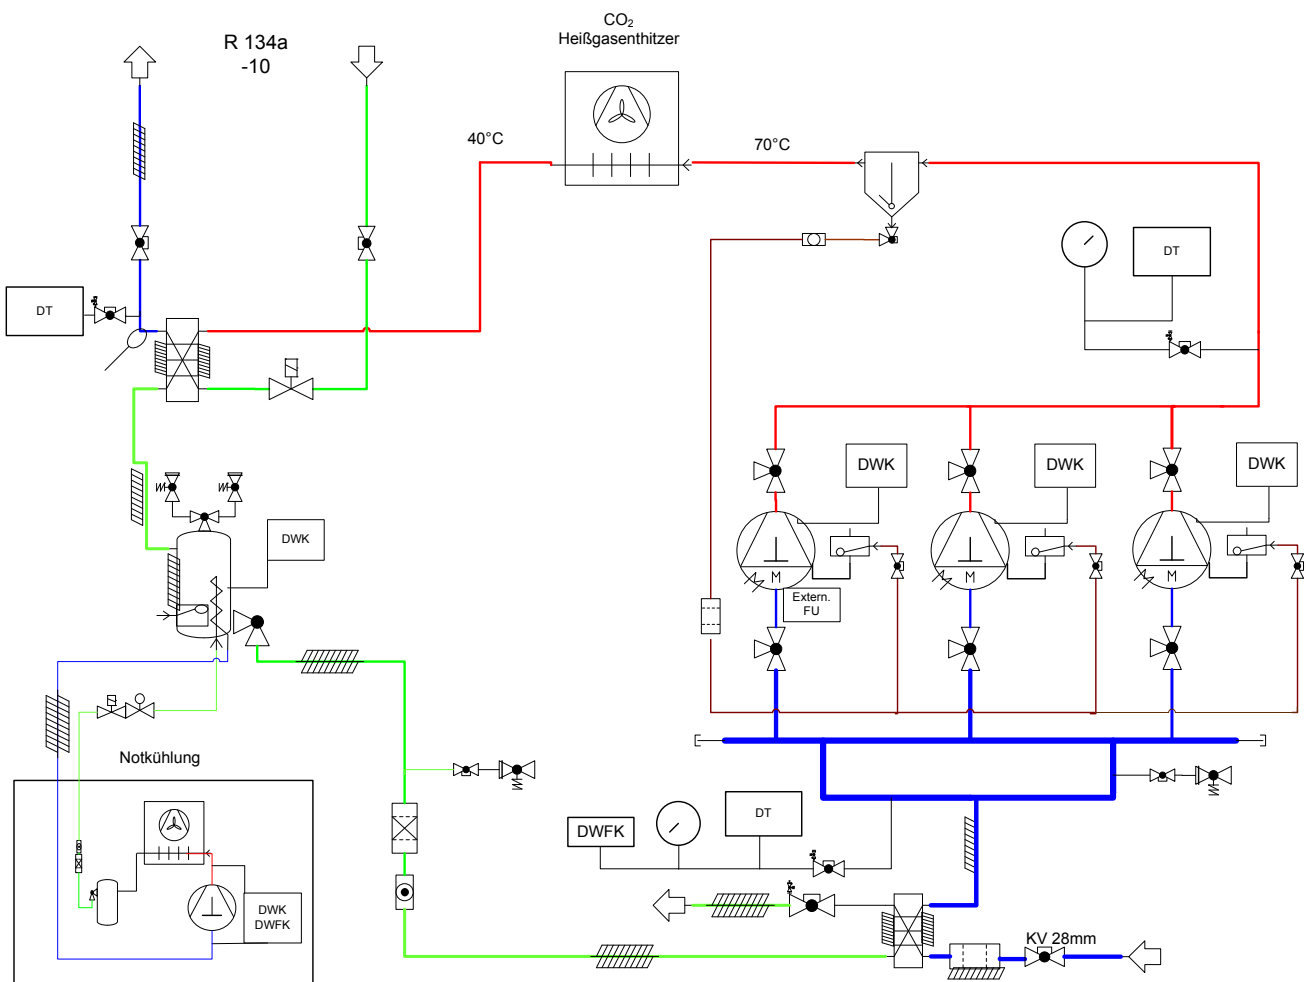 CO₂
Heißgasenthitzer
R 134a
-10
40°C
70°C
DT
DT
DWK
DWK
DWK
DWK
M
M
M
Extern.
FU
Notkühlung
DWFK
DT
DWK
DWFK
KV 28mm